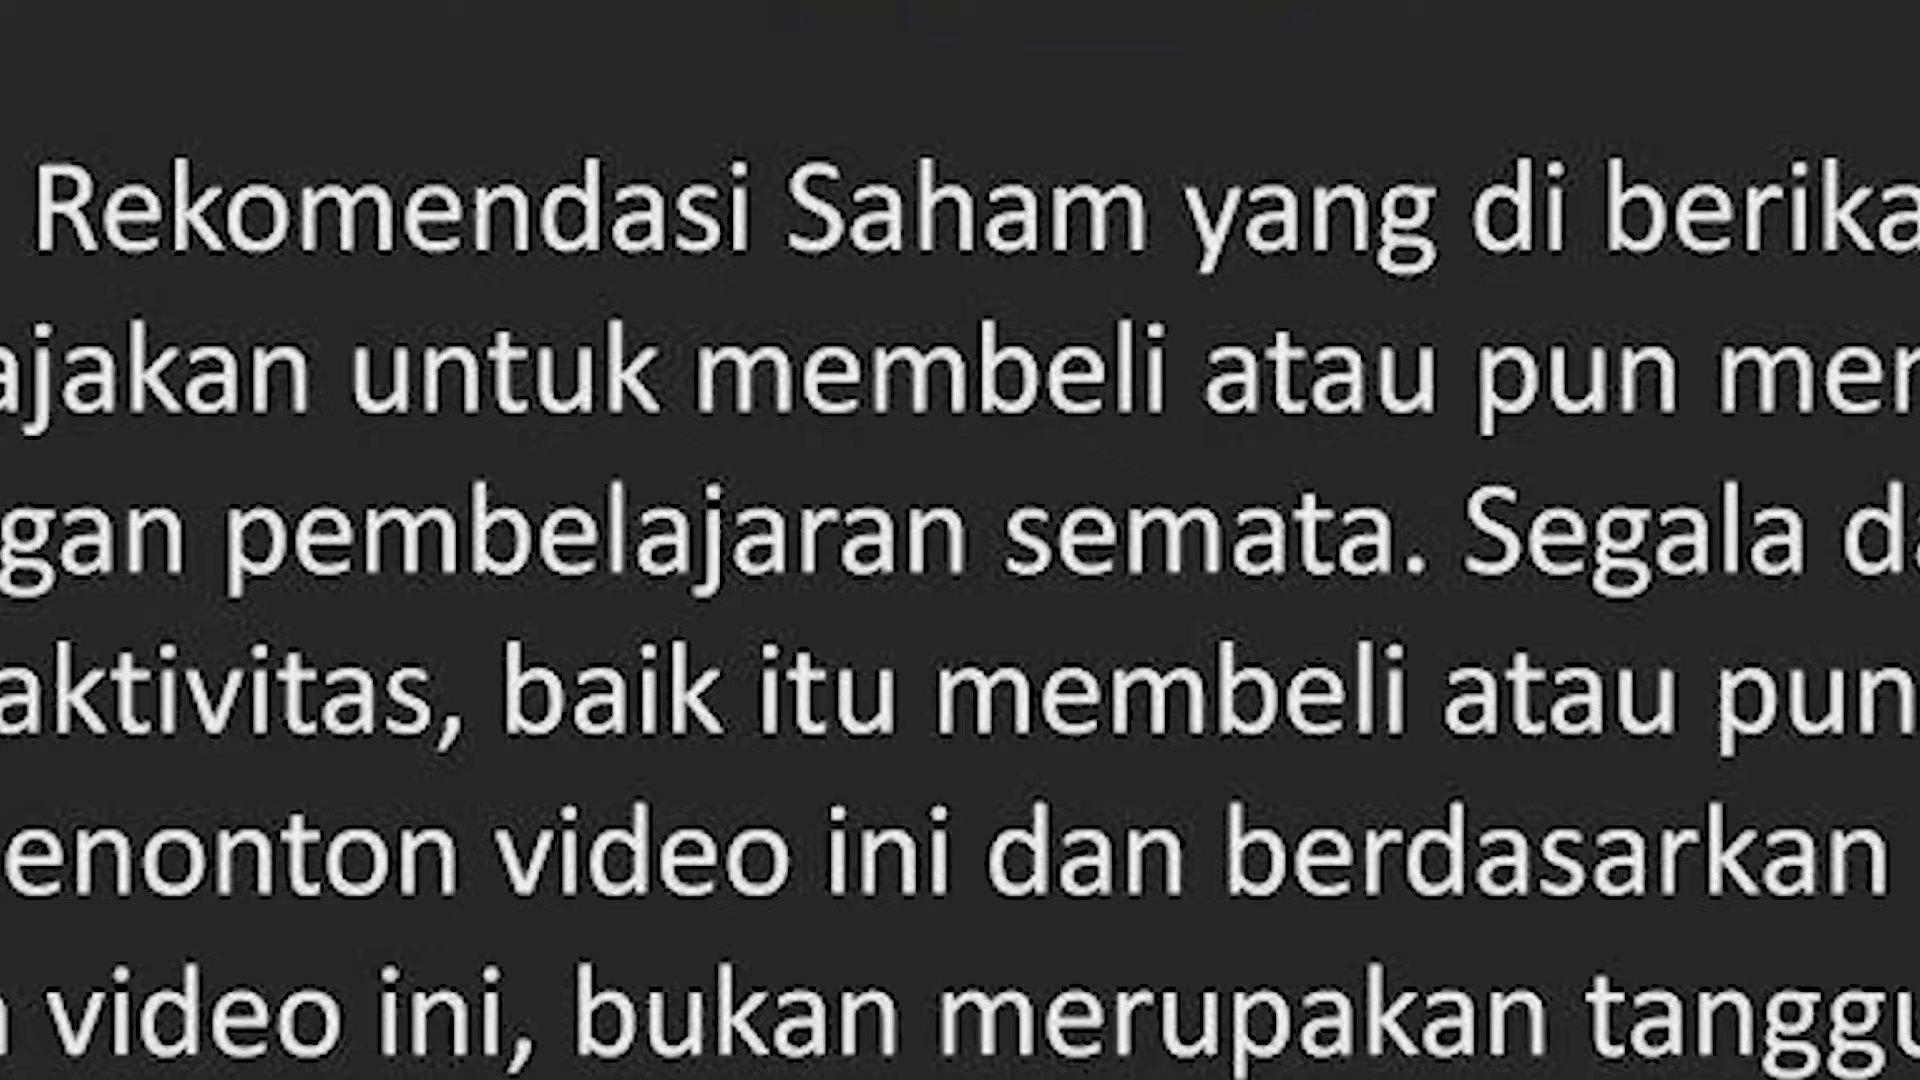 Rekomendasi Saham yang di berika
ajakan untuk membeli atau pun men
gan pembelajaran semata. Segala da
aktivitas, baik itu membeli atau pun
enonton video ini dan berdasarkan
video ini, bukan merupakan tanggu